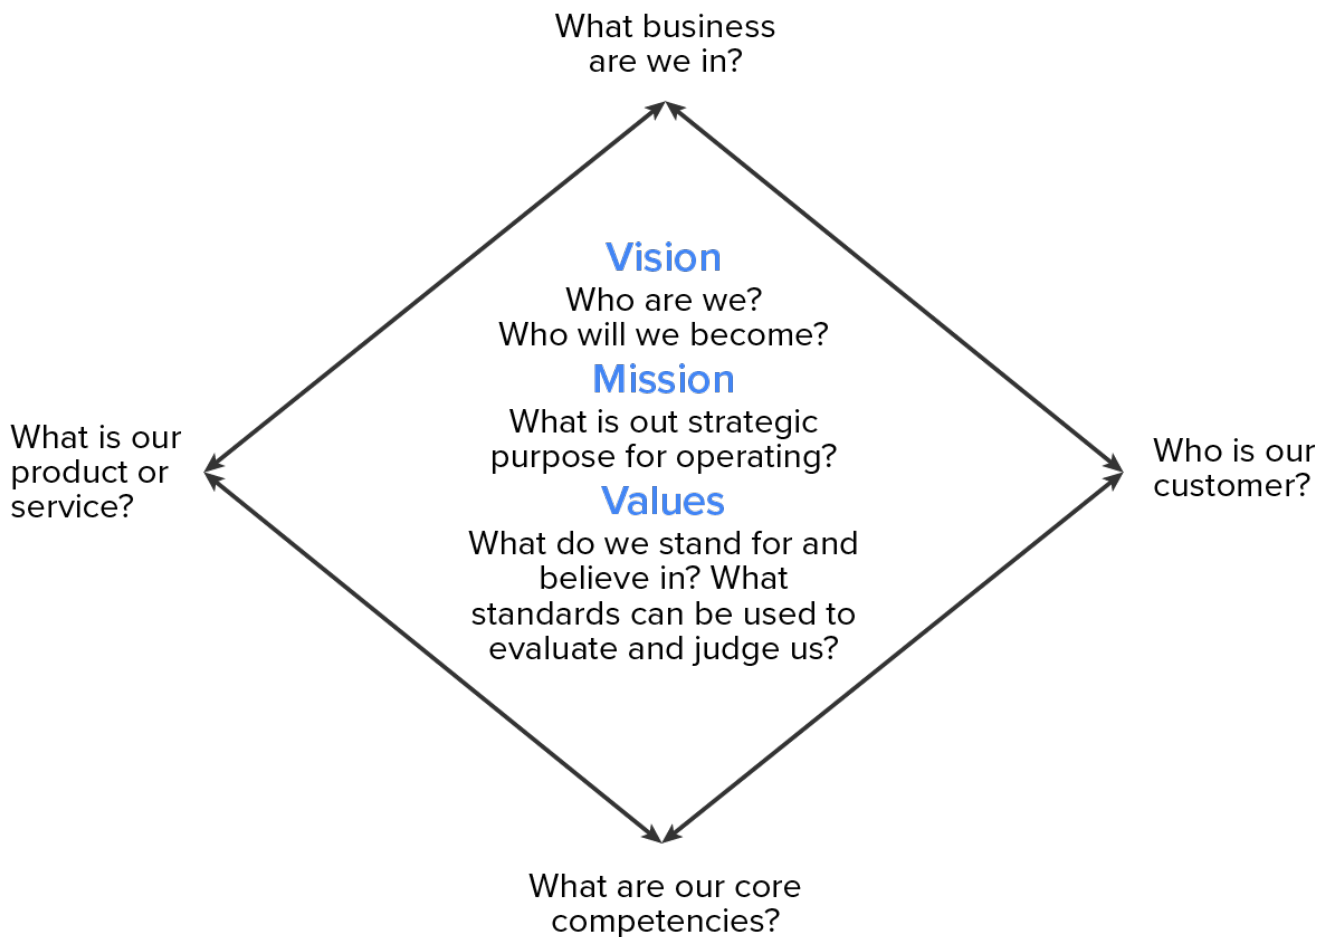 What business
are we in?
Vision
Who are we?
Who will we become?
Mission
What is out strategic
purpose for operating?
Values
What do we stand for and
believe in? What
standards can be used to
evaluate and judge us?
What is our
product or
service?
Who is our
customer?
What are our core
competencies?